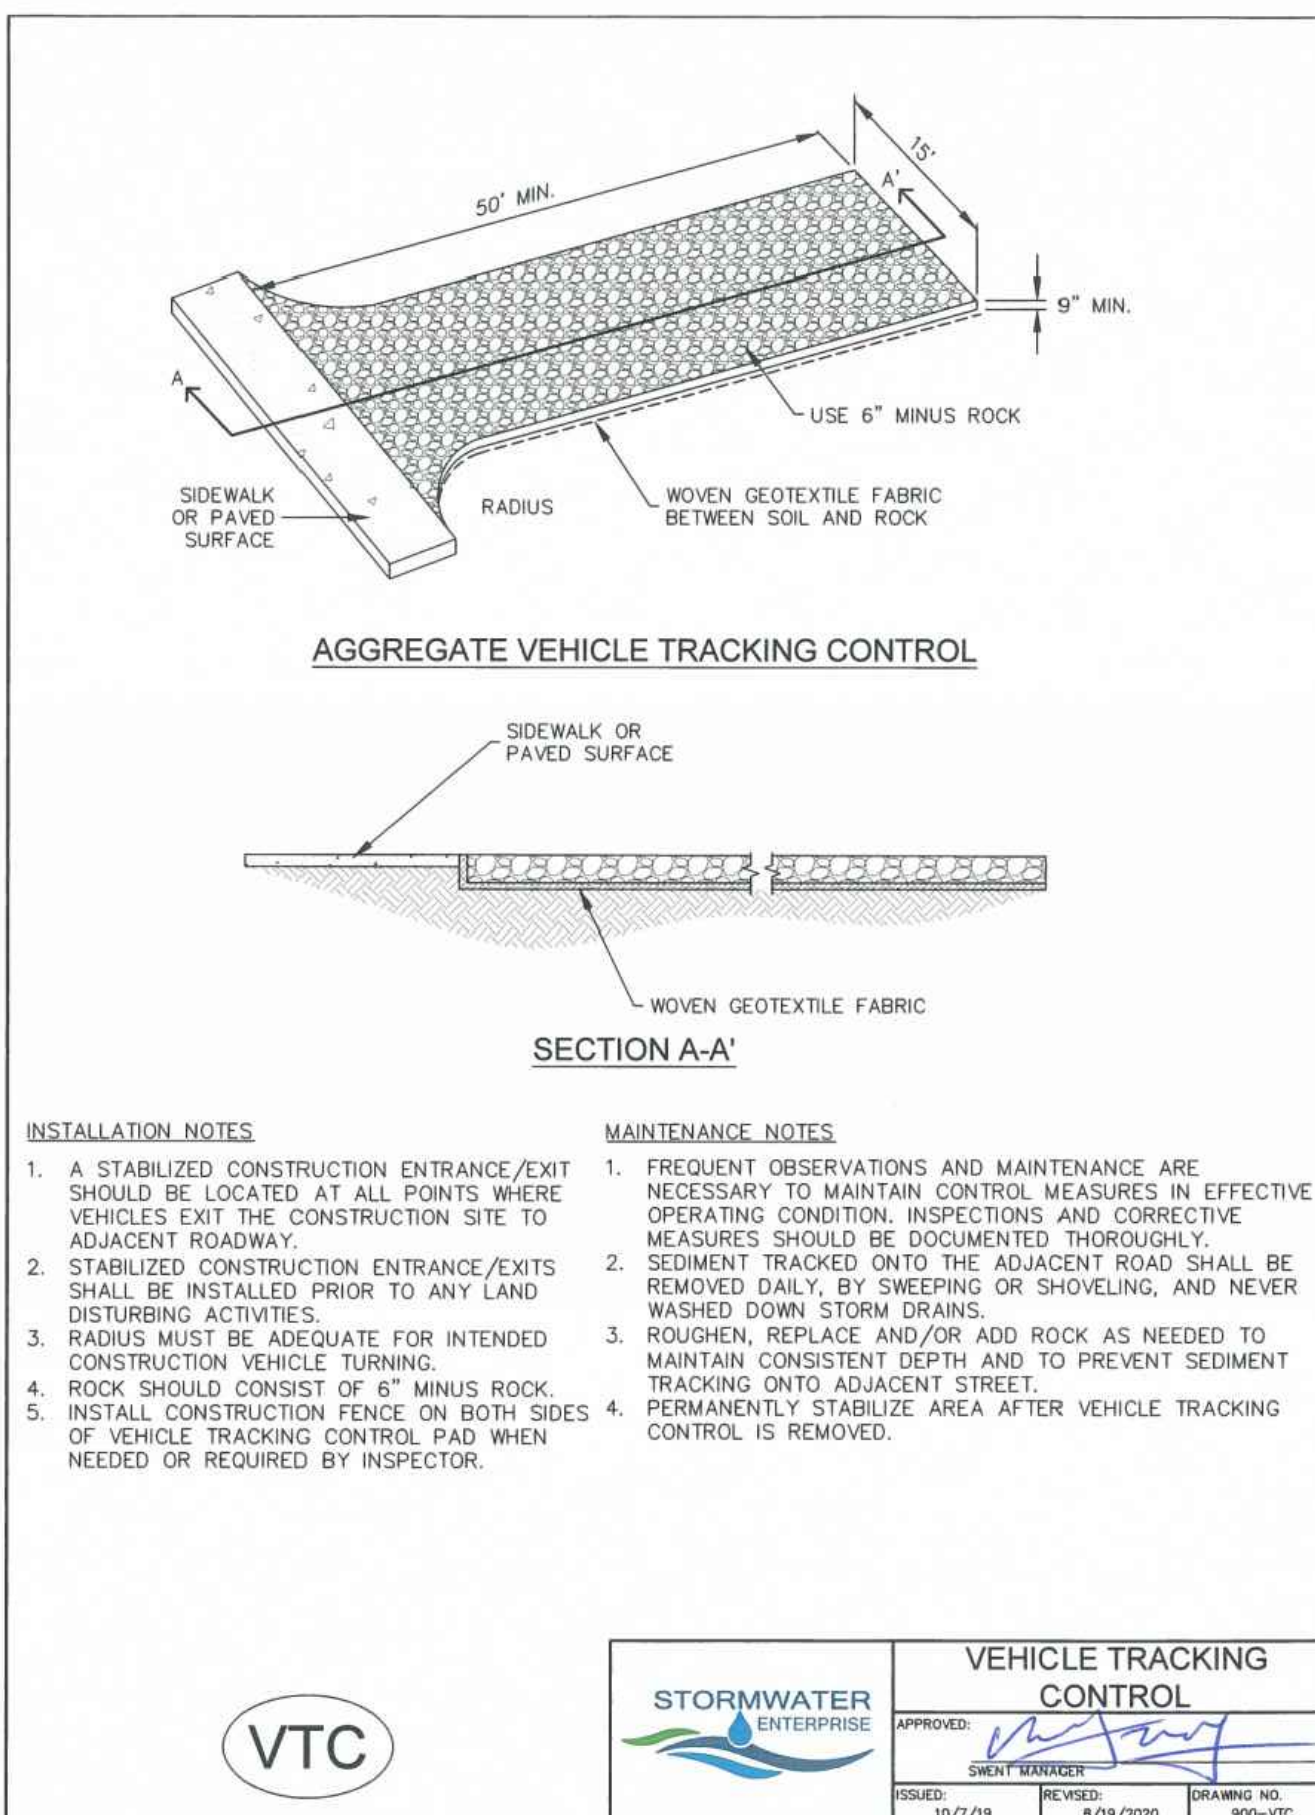 50' MIN.
15'
A'
9" MIN.
A
USE 6" MINUS ROCK
SIDEWALK
OR PAVED
SURFACE
RADIUS
WOVEN GEOTEXTILE FABRIC
BETWEEN SOIL AND ROCK
AGGREGATE VEHICLE TRACKING CONTROL
SIDEWALK OR
PAVED SURFACE
WOVEN GEOTEXTILE FABRIC
SECTION A-A'
INSTALLATION NOTES
1. A STABILIZED CONSTRUCTION ENTRANCE/EXIT
SHOULD BE LOCATED AT ALL POINTS WHERE
VEHICLES EXIT THE CONSTRUCTION SITE TO
ADJACENT ROADWAY.
2. STABILIZED CONSTRUCTION ENTRANCE/EXITS
SHALL BE INSTALLED PRIOR TO ANY LAND
DISTURBING ACTIVITIES.
3. RADIUS MUST BE ADEQUATE FOR INTENDED
CONSTRUCTION VEHICLE TURNING.
4. ROCK SHOULD CONSIST OF 6" MINUS ROCK.
5. INSTALL CONSTRUCTION FENCE ON BOTH SIDES
OF VEHICLE TRACKING CONTROL PAD WHEN
NEEDED OR REQUIRED BY INSPECTOR.
MAINTENANCE NOTES
1. FREQUENT OBSERVATIONS AND MAINTENANCE ARE
NECESSARY TO MAINTAIN CONTROL MEASURES IN EFFECTIVE
OPERATING CONDITION. INSPECTIONS AND CORRECTIVE
MEASURES SHOULD BE DOCUMENTED THOROUGHLY.
2. SEDIMENT TRACKED ONTO THE ADJACENT ROAD SHALL BE
REMOVED DAILY, BY SWEEPING OR SHOVELING, AND NEVER
WASHED DOWN STORM DRAINS.
3. ROUGHEN, REPLACE AND/OR ADD ROCK AS NEEDED TO
MAINTAIN CONSISTENT DEPTH AND TO PREVENT SEDIMENT
TRACKING ONTO ADJACENT STREET.
4. PERMANENTLY STABILIZE AREA AFTER VEHICLE TRACKING
CONTROL IS REMOVED.
VTC
STORMWATER
ENTERPRISE
VEHICLE TRACKING
CONTROL
APPROVED:
SWENT MANAGER
ISSUED:
10/7/19
REVISED:
8/19/2020
DRAWING NO.
900-VTC